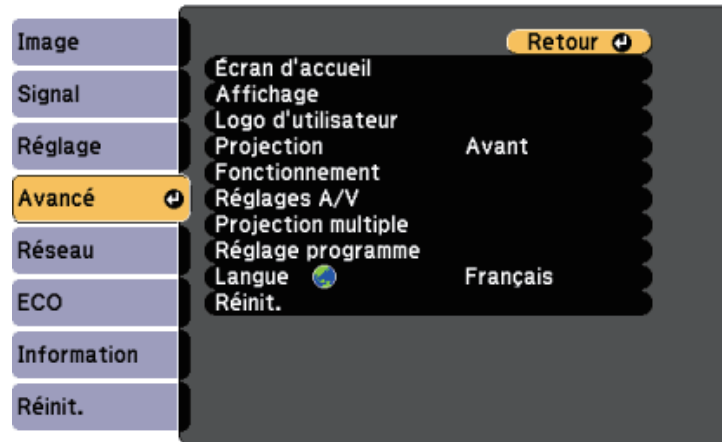 Image
Signal
Réglage
Avancé
Réseau
ECO
Information
Réinit.
Retour
Écran d'accueil
Affichage
Logo d'utilisateur
Projection Avant
Fonctionnement
Réglages A/V
Projection multiple
Réglage programme
Langue Français
Réinit.